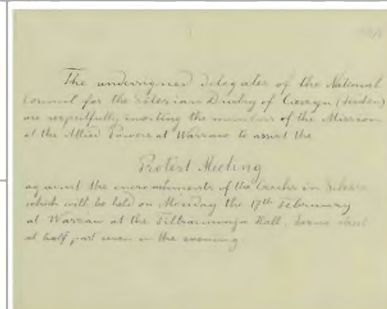 The undersigned Delegates of the National
Council for the Silesian Duchy of Cieszyn (Teschen)
are respectfully inviting the members of the Mission
of the Allied Powers at Warsaw to assist the
Protest Meeting
against the encroachments of the Czechs in Silesia
which will be held on Monday the 17th February
at Warsaw at the Hall,
at half past seven in the evening.